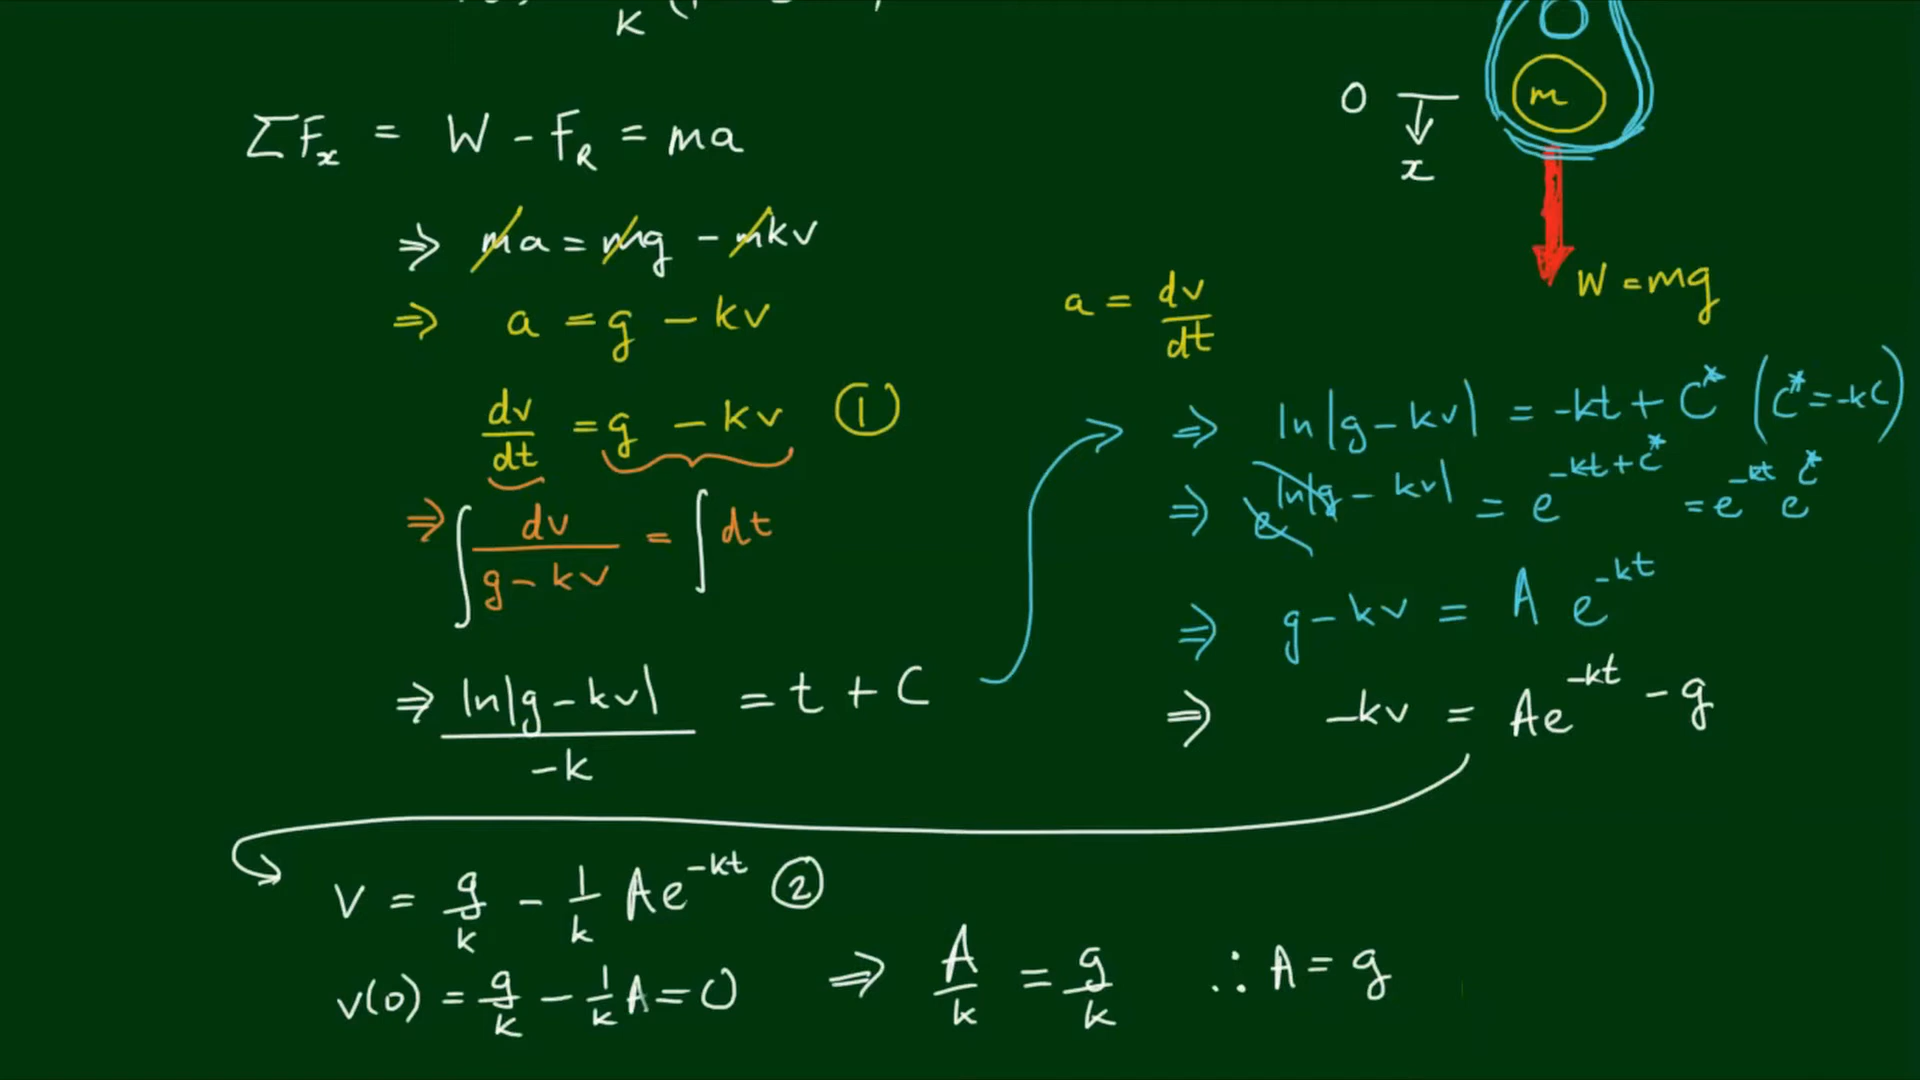 k
ΣFx = W - FR = ma
⇒ ma = mg - mkv
⇒ a = g - kv
dv/dt = g - kv ①
⇒ ∫ dv/(g - kv) = ∫ dt
⇒ ln|g - kv|/-k = t + C
m
0
x
W = mg
a = dv/dt
⇒ ln|g - kv| = -kt + C* (C* = -kC)
⇒ e^ln|g - kv| = e^(-kt + C*) = e^(-kt) e^(C*)
⇒ g - kv = A e^(-kt)
⇒ -kv = Ae^(-kt) - g
v = g/k - 1/k Ae^(-kt) ②
v(0) = g/k - 1/k A = 0 ⇒ A/k = g/k ∴ A = g